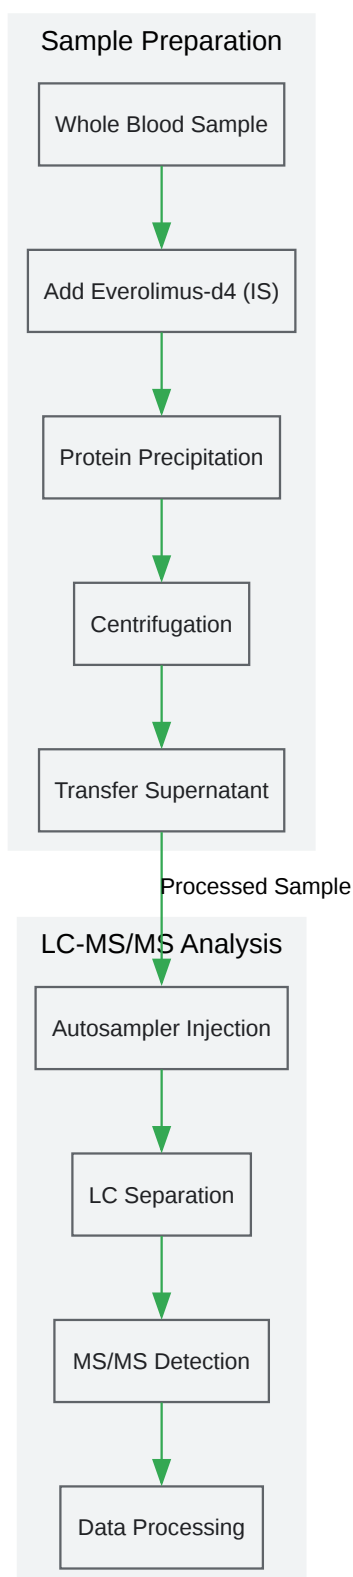 Sample Preparation
Whole Blood Sample
Add Everolimus-d4 (IS)
Protein Precipitation
Centrifugation
Transfer Supernatant
Processed Sample
LC-MS/MS Analysis
Autosampler Injection
LC Separation
MS/MS Detection
Data Processing